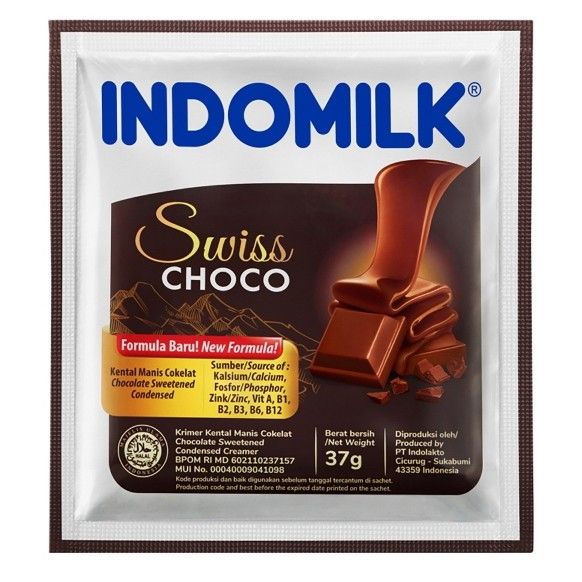 INDOMILK®
Swiss
CHOCO
Formula Baru! New Formula!
Kental Manis Cokelat
Chocolate Sweetened
Condensed
Sumber/Source of :
Kalsium/Calcium,
Fosfor/Phosphor,
Zink/Zinc, Vit A, B1,
B2, B3, B6, B12
HALAL
INDONESIA
Krimer Kental Manis Cokelat
Chocolate Sweetened
Condensed Creamer
BPOM RI MD 602110237157
MUI No. 00040009041098
Berat bersih
/Net Weight
37g
Diproduksi oleh/
Produced by
PT Indolakto
Cicurug - Sukabumi
43359 Indonesia
Kode produksi dan baik digunakan sebelum tanggal tercantum di sachet.
Production code and best before the expired date printed on the sachet.